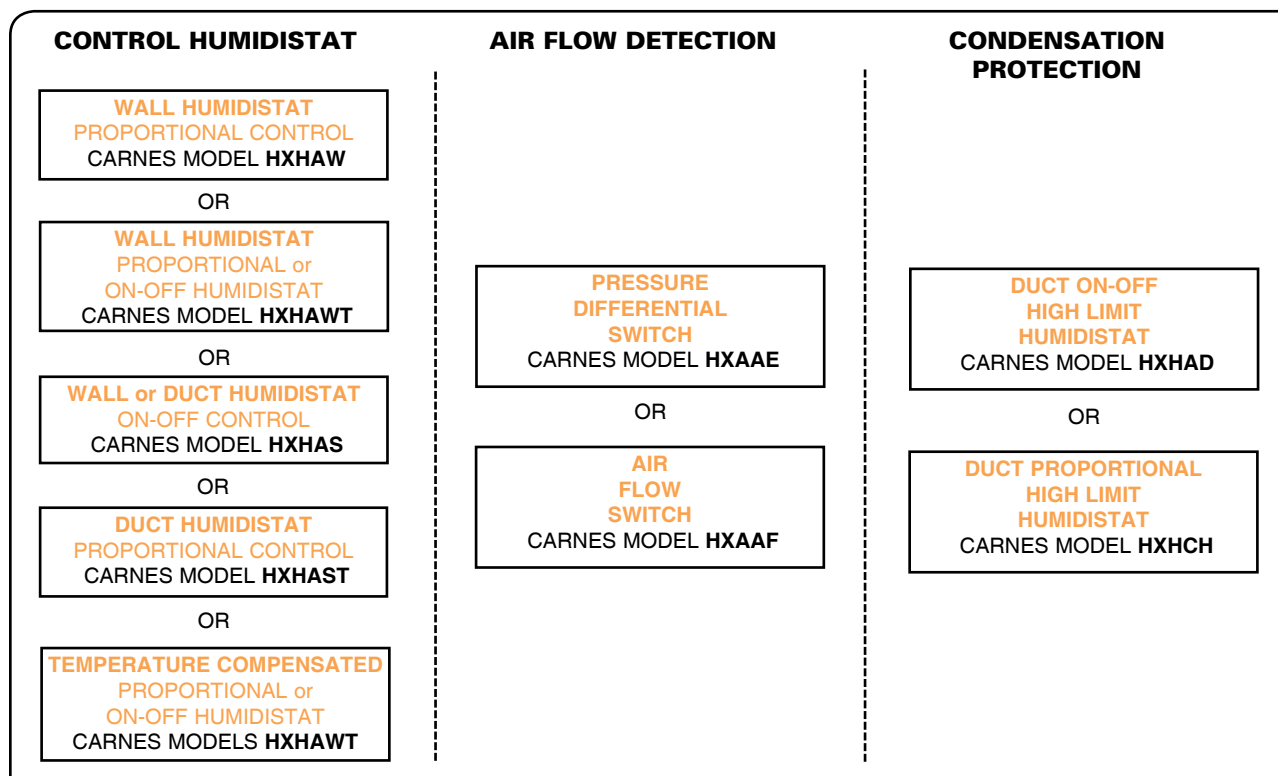 CONTROL HUMIDISTAT
WALL HUMIDISTAT
PROPORTIONAL CONTROL
CARNES MODEL HXHAW
OR
WALL HUMIDISTAT
PROPORTIONAL or
ON-OFF HUMIDISTAT
CARNES MODEL HXHAWT
OR
WALL or DUCT HUMIDISTAT
ON-OFF CONTROL
CARNES MODEL HXHAS
OR
DUCT HUMIDISTAT
PROPORTIONAL CONTROL
CARNES MODEL HXHAST
OR
TEMPERATURE COMPENSATED
PROPORTIONAL or
ON-OFF HUMIDISTAT
CARNES MODELS HXHAWT
AIR FLOW DETECTION
PRESSURE
DIFFERENTIAL
SWITCH
CARNES MODEL HXAAE
OR
AIR
FLOW
SWITCH
CARNES MODEL HXAAF
CONDENSATION
PROTECTION
DUCT ON-OFF
HIGH LIMIT
HUMIDISTAT
CARNES MODEL HXHAD
OR
DUCT PROPORTIONAL
HIGH LIMIT
HUMIDISTAT
CARNES MODEL HXHCH